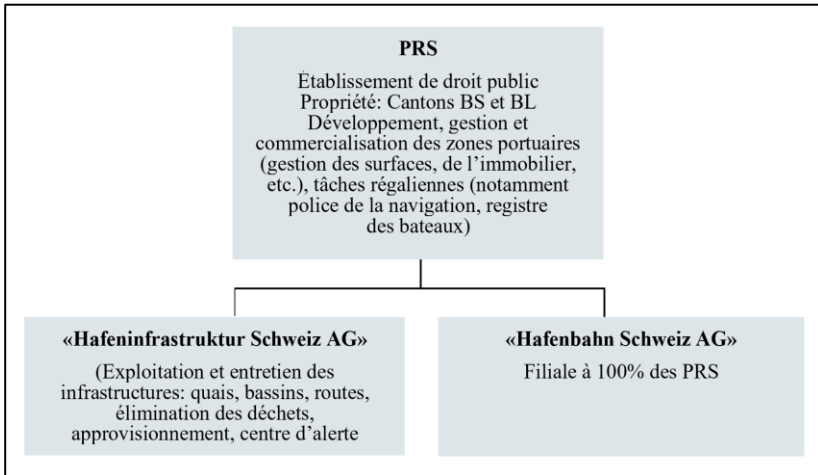 PRS
Établissement de droit public
Propriété: Cantons BS et BL
Développement, gestion et
commercialisation des zones portuaires
(gestion des surfaces, de l’immobilier,
etc.), tâches régaliennes (notamment
police de la navigation, registre
des bateaux)
«Hafeninfrastruktur Schweiz AG»
(Exploitation et entretien des
infrastructures: quais, bassins, routes,
élimination des déchets,
approvisionnement, centre d’alerte
«Hafenbahn Schweiz AG»
Filiale à 100% des PRS